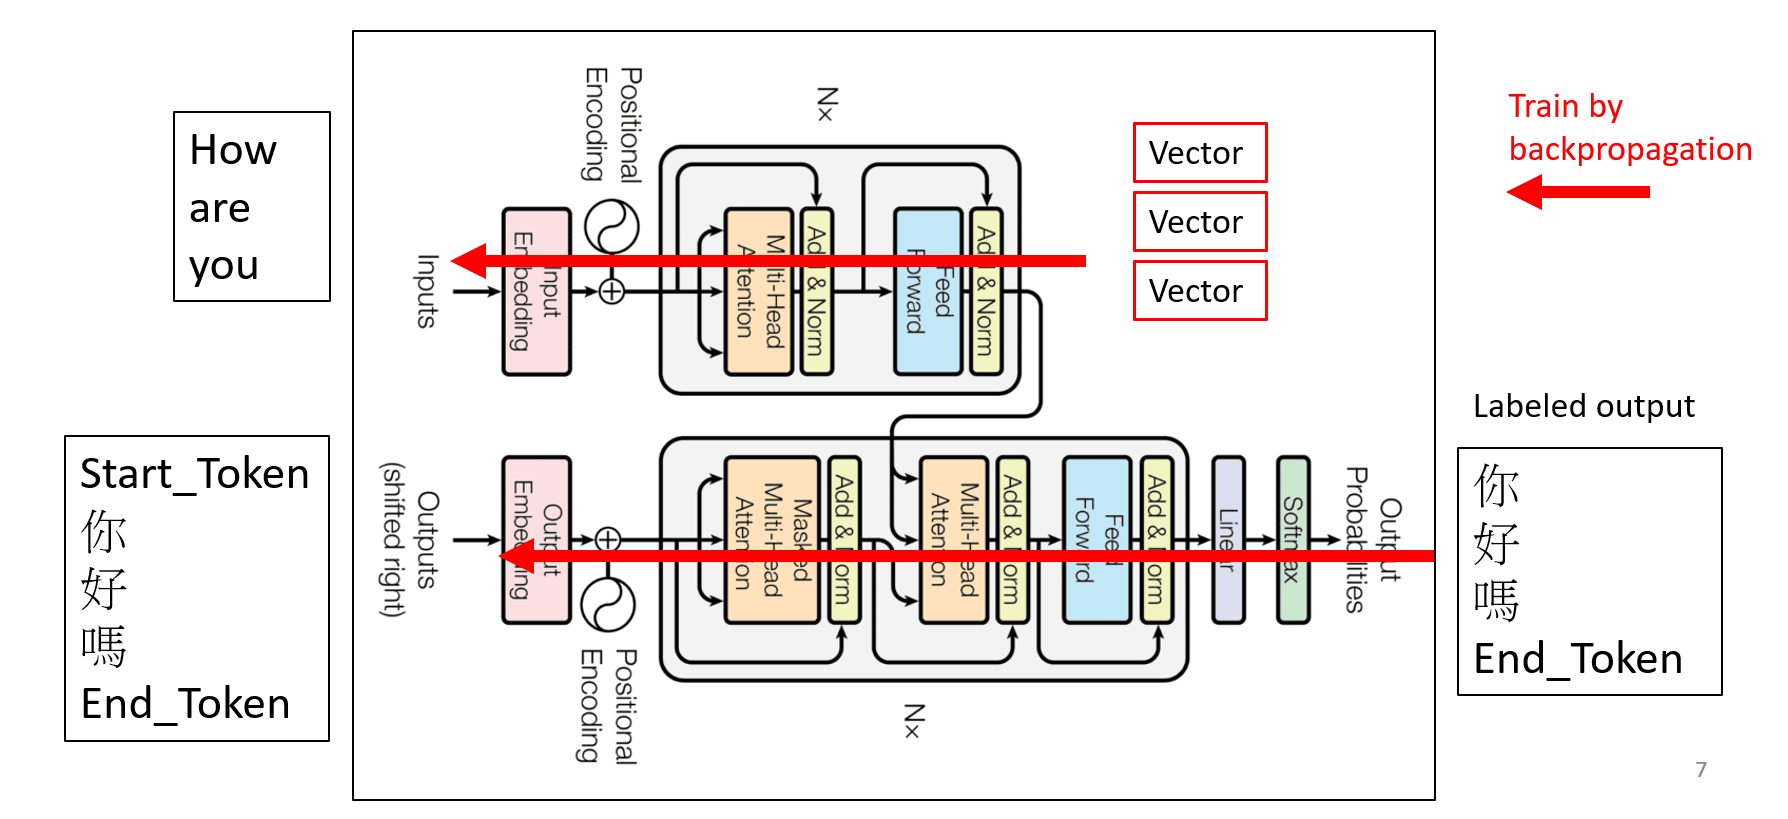 How
are
you
Start_Token
你
好
嗎
End_Token
Positional
Encoding
N×
Inputs
Input
Embedding
Multi-Head
Attention
Add & Norm
Feed
Forward
Add & Norm
Vector
Vector
Vector
Outputs
(shifted right)
Output
Embedding
Positional
Encoding
Masked
Multi-Head
Attention
Add & Norm
Multi-Head
Attention
Add & Norm
Feed
Forward
Add & Norm
Linear
Softmax
Output
Probabilities
N×
Train by
backpropagation
Labeled output
你
好
嗎
End_Token
7